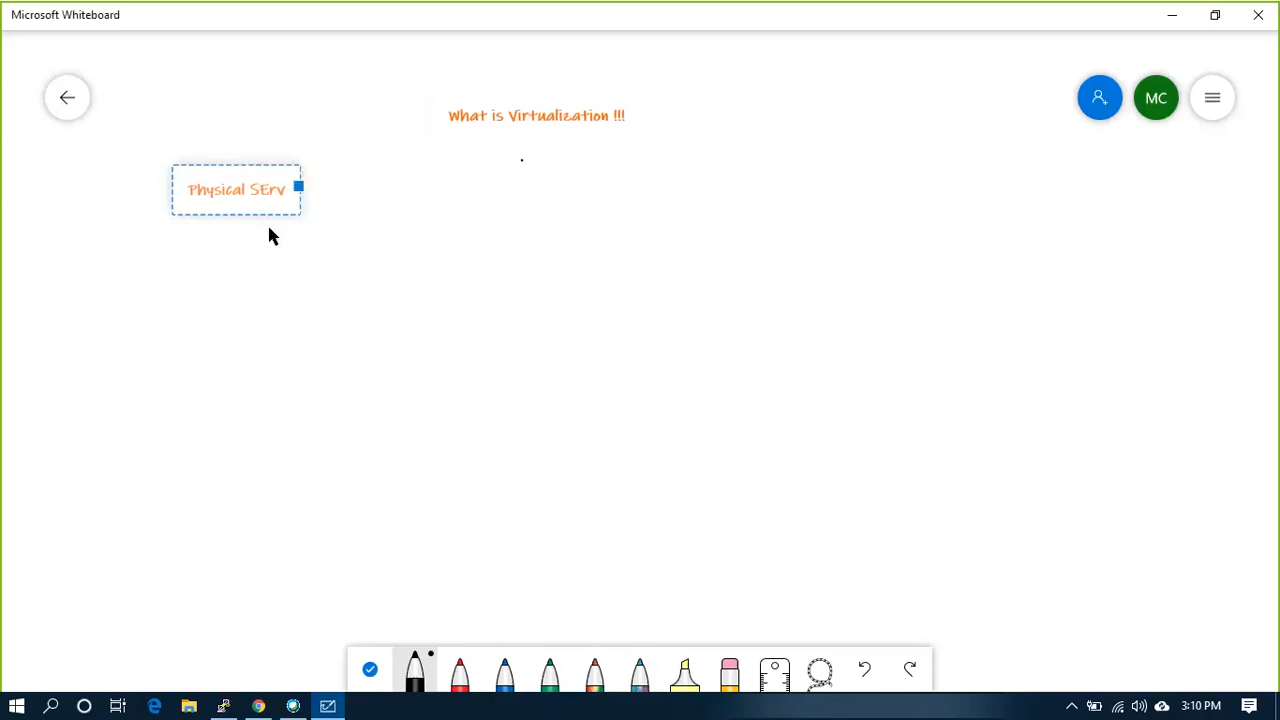 Microsoft Whiteboard
What is Virtualization !!!
MC
Physical SErv
3:10 PM